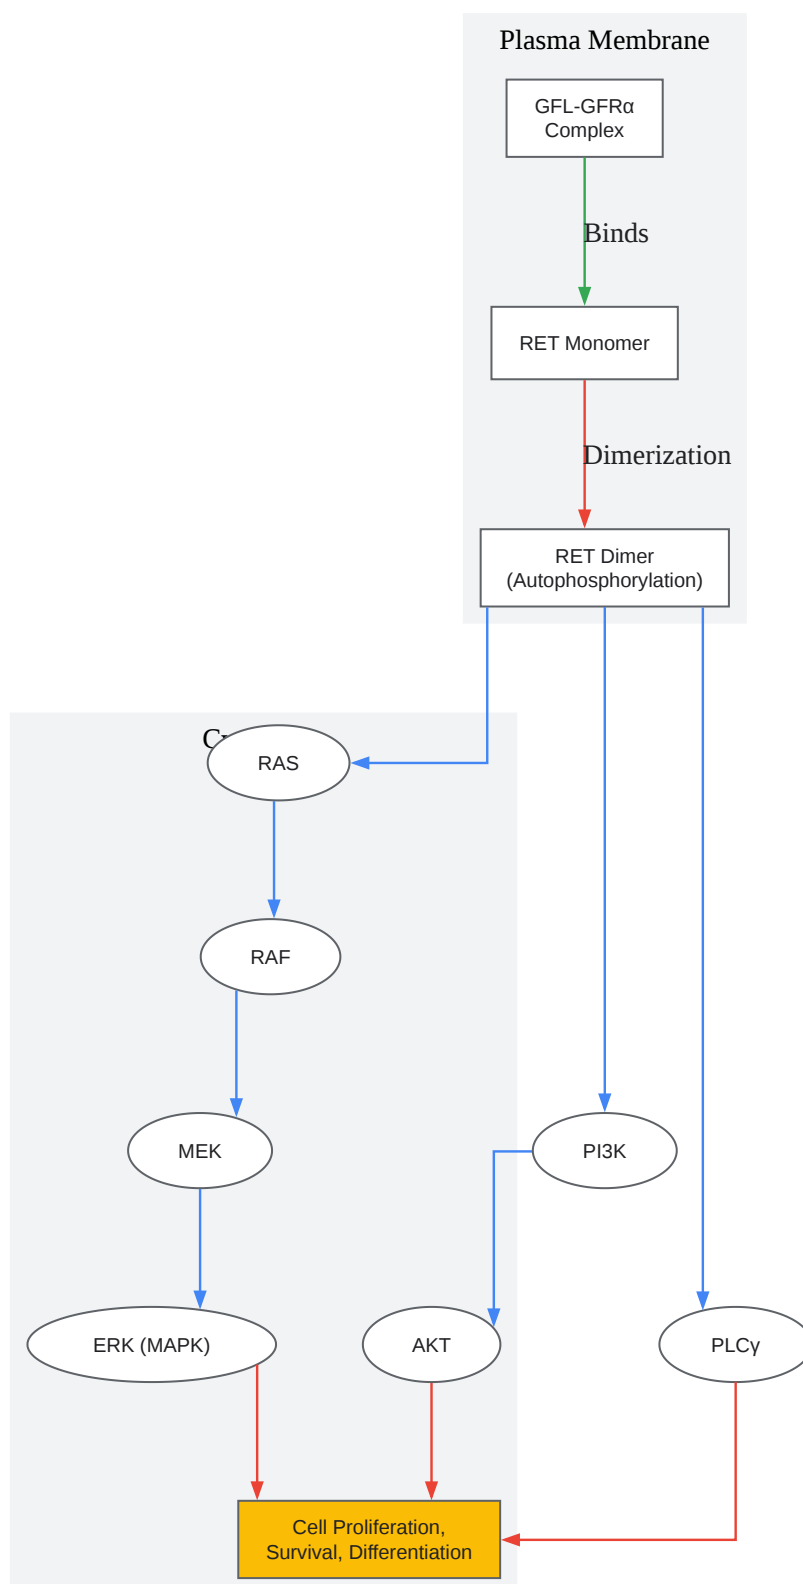 Plasma Membrane
GFL-GFRα
Complex
Binds
RET Monomer
Dimerization
RET Dimer
(Autophosphorylation)
RAS
RAF
MEK
PI3K
ERK (MAPK)
AKT
PLCγ
Cell Proliferation,
Survival, Differentiation